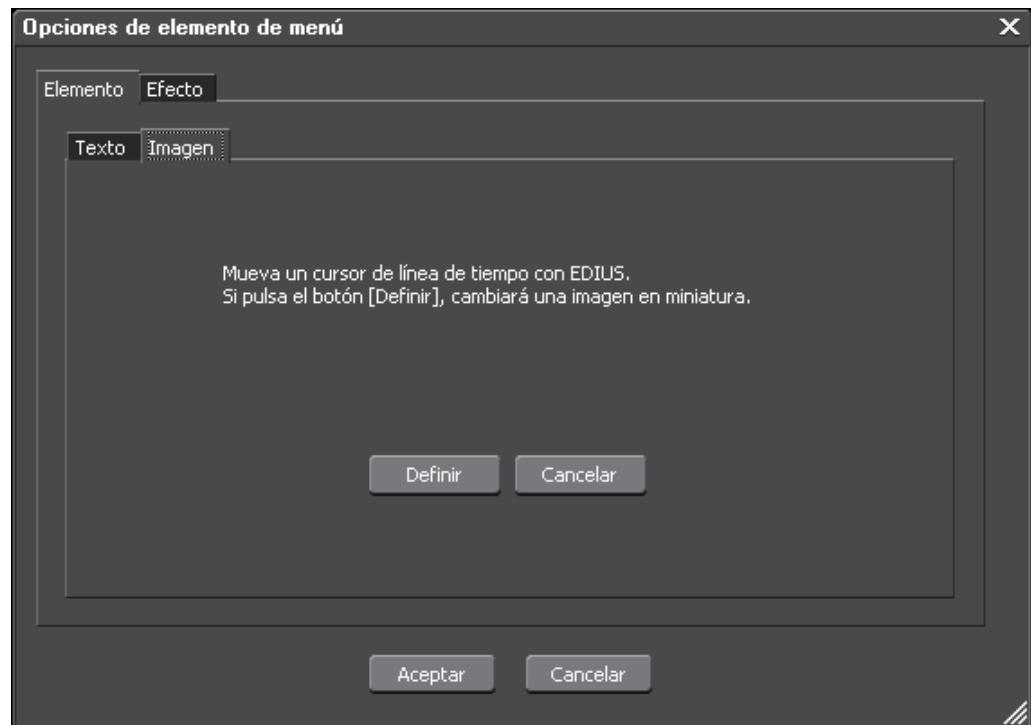 Opciones de elemento de menú
Elemento Efecto
Texto Imagen
Mueva un cursor de línea de tiempo con EDIUS.
Si pulsa el botón [Definir], cambiará una imagen en miniatura.
Definir Cancelar
Aceptar Cancelar